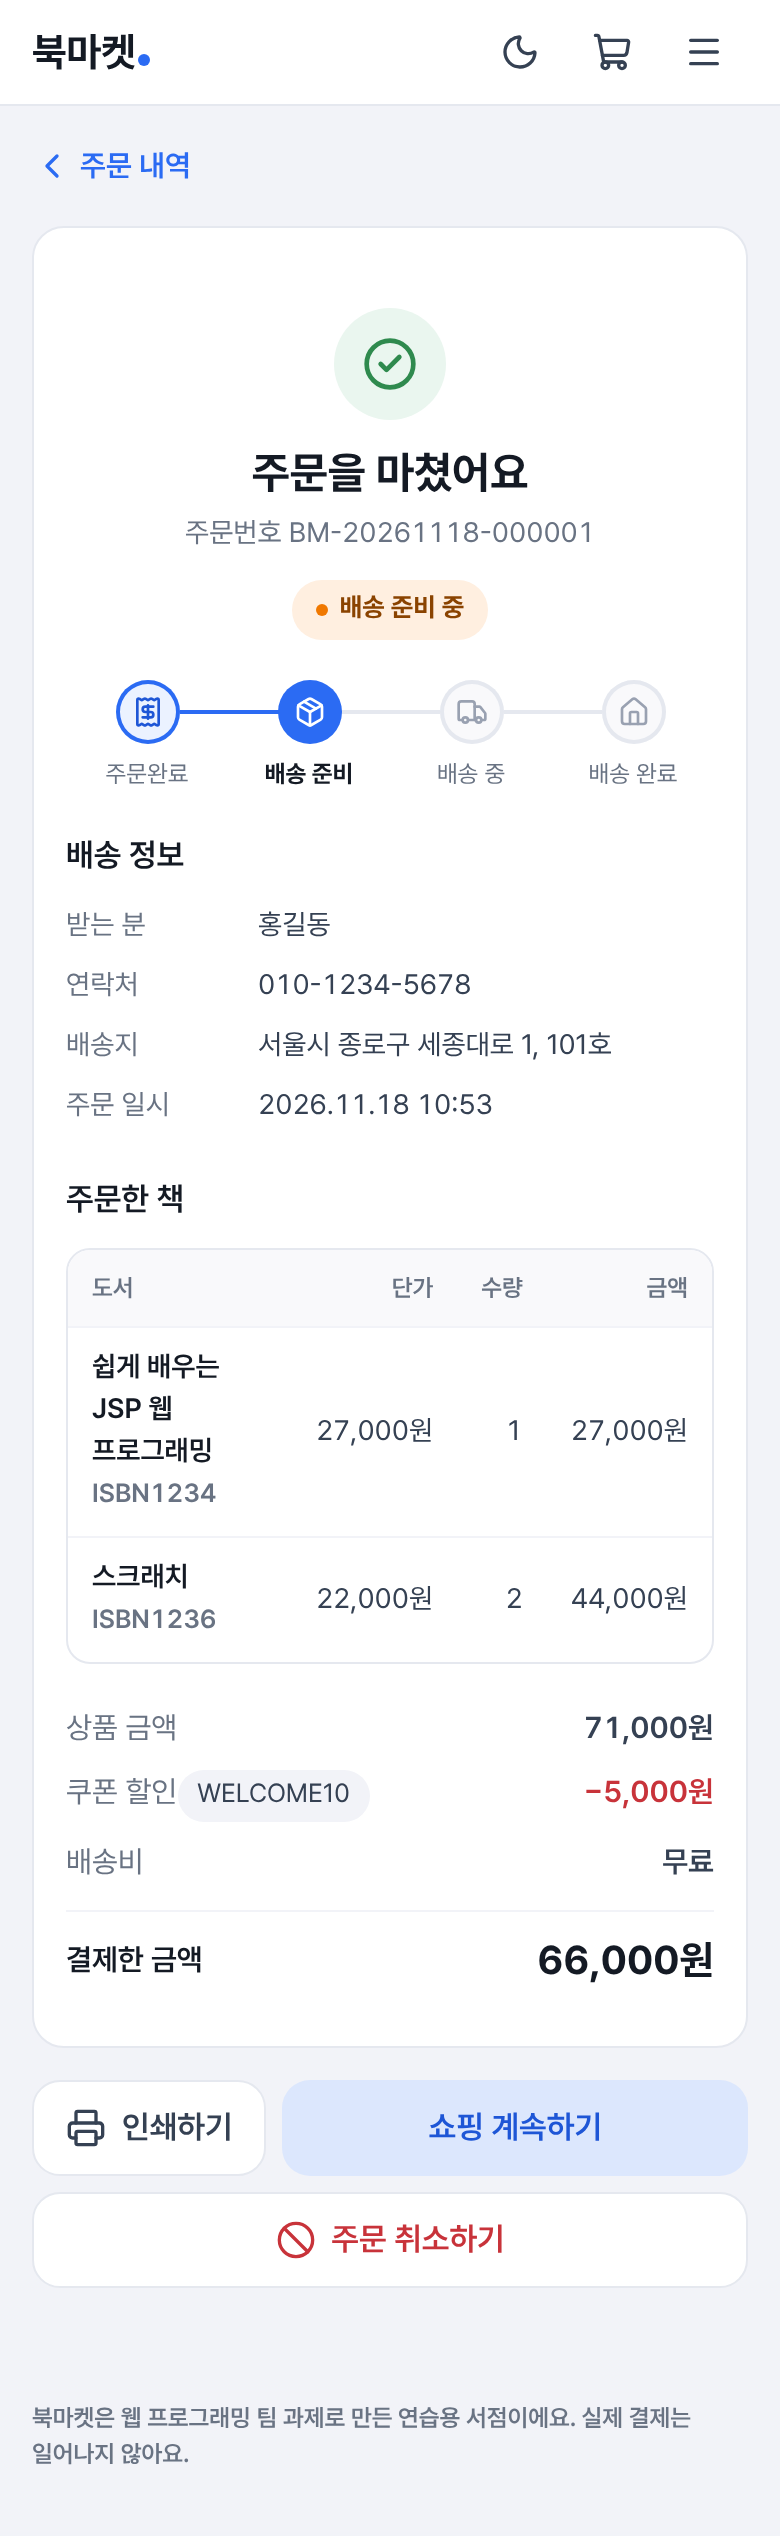 북마켓
주문 내역
주문을 마쳤어요
주문번호 BM-20261118-000001
배송 준비 중
주문완료 배송 준비 배송 중 배송 완료
배송 정보
받는 분 홍길동
연락처 010-1234-5678
배송지 서울시 종로구 세종대로 1, 101호
주문 일시 2026.11.18 10:53
주문한 책
도서 단가 수량 금액
쉽게 배우는
JSP 웹
프로그래밍
ISBN1234
27,000원 1 27,000원
스크래치
ISBN1236
22,000원 2 44,000원
상품 금액 71,000원
쿠폰 할인 WELCOME10 −5,000원
배송비 무료
결제한 금액 66,000원
인쇄하기 쇼핑 계속하기
주문 취소하기
북마켓은 웹 프로그래밍 팀 과제로 만든 연습용 서점이에요. 실제 결제는
일어나지 않아요.